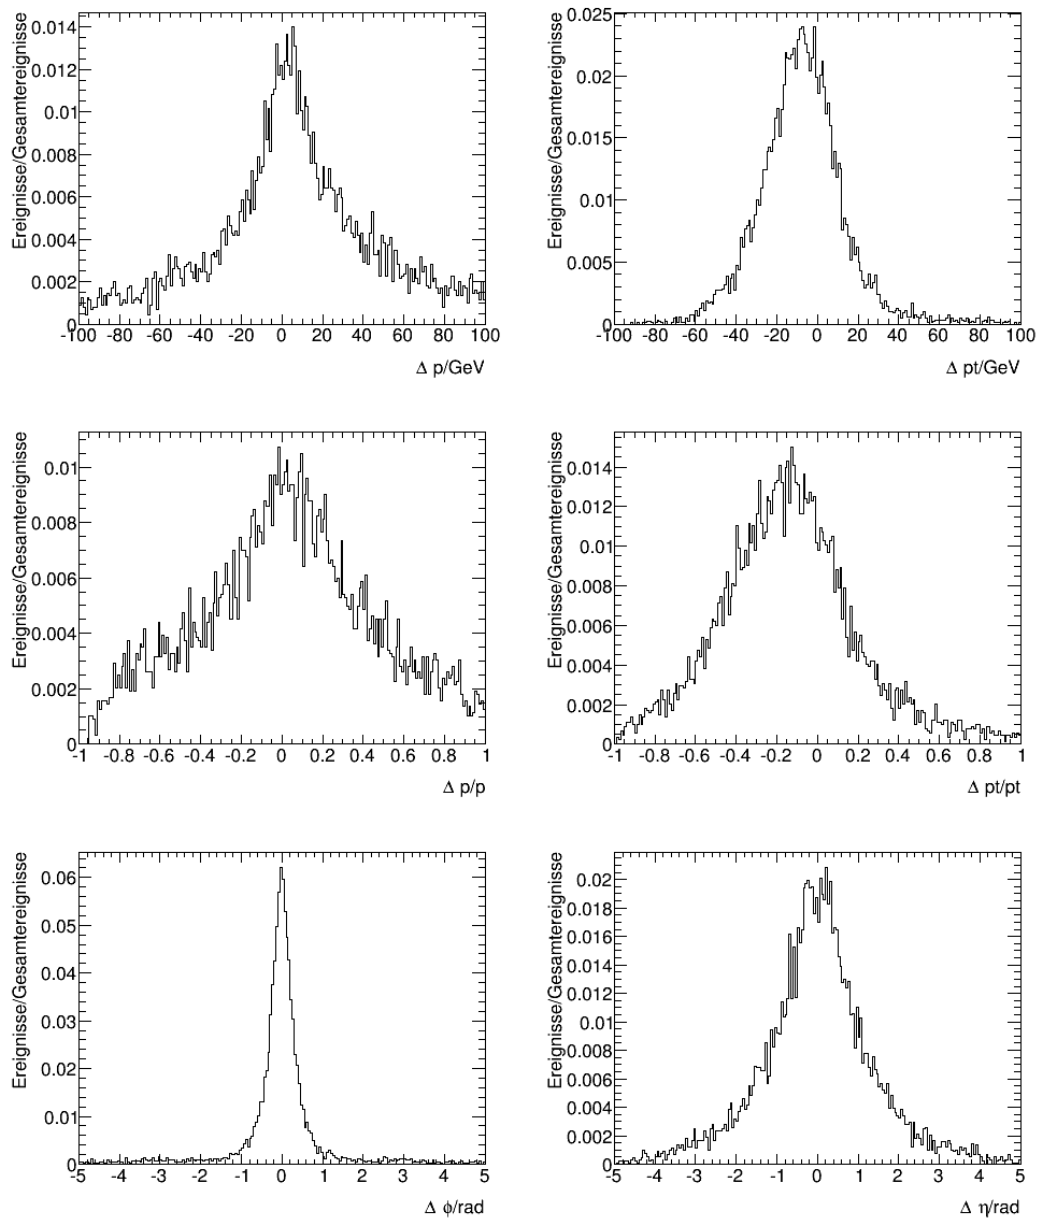 Ereignisse/Gesamtereignisse
0.014
0.012
0.01
0.008
0.006
0.004
0.002
0
-100 -80 -60 -40 -20 0 20 40 60 80 100
Δ p/GeV
Ereignisse/Gesamtereignisse
0.025
0.02
0.015
0.01
0.005
0
-100 -80 -60 -40 -20 0 20 40 60 80 100
Δ pt/GeV
Ereignisse/Gesamtereignisse
0.01
0.008
0.006
0.004
0.002
0
-1 -0.8 -0.6 -0.4 -0.2 0 0.2 0.4 0.6 0.8 1
Δ p/p
Ereignisse/Gesamtereignisse
0.014
0.012
0.01
0.008
0.006
0.004
0.002
0
-1 -0.8 -0.6 -0.4 -0.2 0 0.2 0.4 0.6 0.8 1
Δ pt/pt
Ereignisse/Gesamtereignisse
0.06
0.05
0.04
0.03
0.02
0.01
0
-5 -4 -3 -2 -1 0 1 2 3 4 5
Δ ϕ/rad
Ereignisse/Gesamtereignisse
0.02
0.018
0.016
0.014
0.012
0.01
0.008
0.006
0.004
0.002
0
-5 -4 -3 -2 -1 0 1 2 3 4 5
Δ η/rad